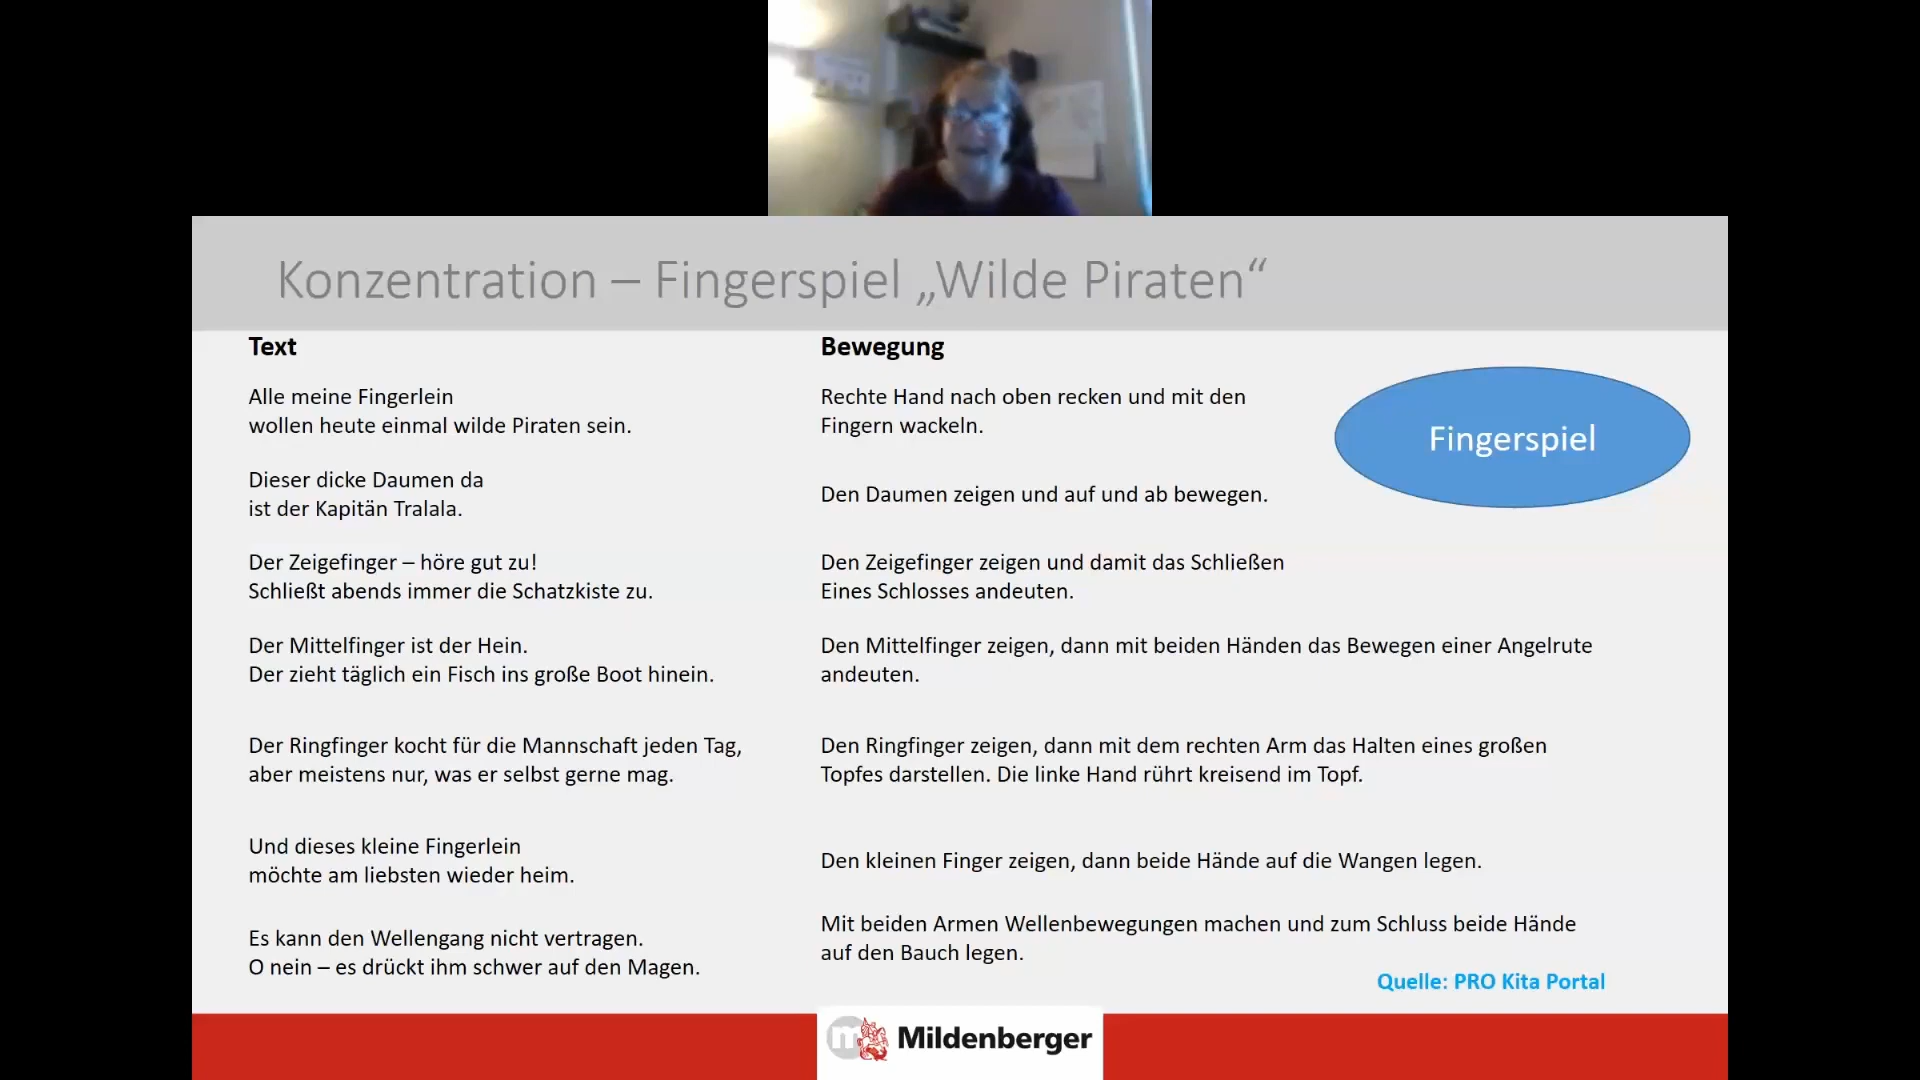 Konzentration – Fingerspiel „Wilde Piraten“
Text
Bewegung
Alle meine Fingerlein
wollen heute einmal wilde Piraten sein.
Rechte Hand nach oben recken und mit den
Fingern wackeln.
Fingerspiel
Dieser dicke Daumen da
ist der Kapitän Tralala.
Den Daumen zeigen und auf und ab bewegen.
Der Zeigefinger – höre gut zu!
Schließt abends immer die Schatzkiste zu.
Den Zeigefinger zeigen und damit das Schließen
Eines Schlosses andeuten.
Der Mittelfinger ist der Hein.
Der zieht täglich ein Fisch ins große Boot hinein.
Den Mittelfinger zeigen, dann mit beiden Händen das Bewegen einer Angelrute
andeuten.
Der Ringfinger kocht für die Mannschaft jeden Tag,
aber meistens nur, was er selbst gerne mag.
Den Ringfinger zeigen, dann mit dem rechten Arm das Halten eines großen
Topfes darstellen. Die linke Hand rührt kreisend im Topf.
Und dieses kleine Fingerlein
möchte am liebsten wieder heim.
Den kleinen Finger zeigen, dann beide Hände auf die Wangen legen.
Es kann den Wellengang nicht vertragen.
O nein – es drückt ihm schwer auf den Magen.
Mit beiden Armen Wellenbewegungen machen und zum Schluss beide Hände
auf den Bauch legen.
Quelle: PRO Kita Portal
m Mildenberger